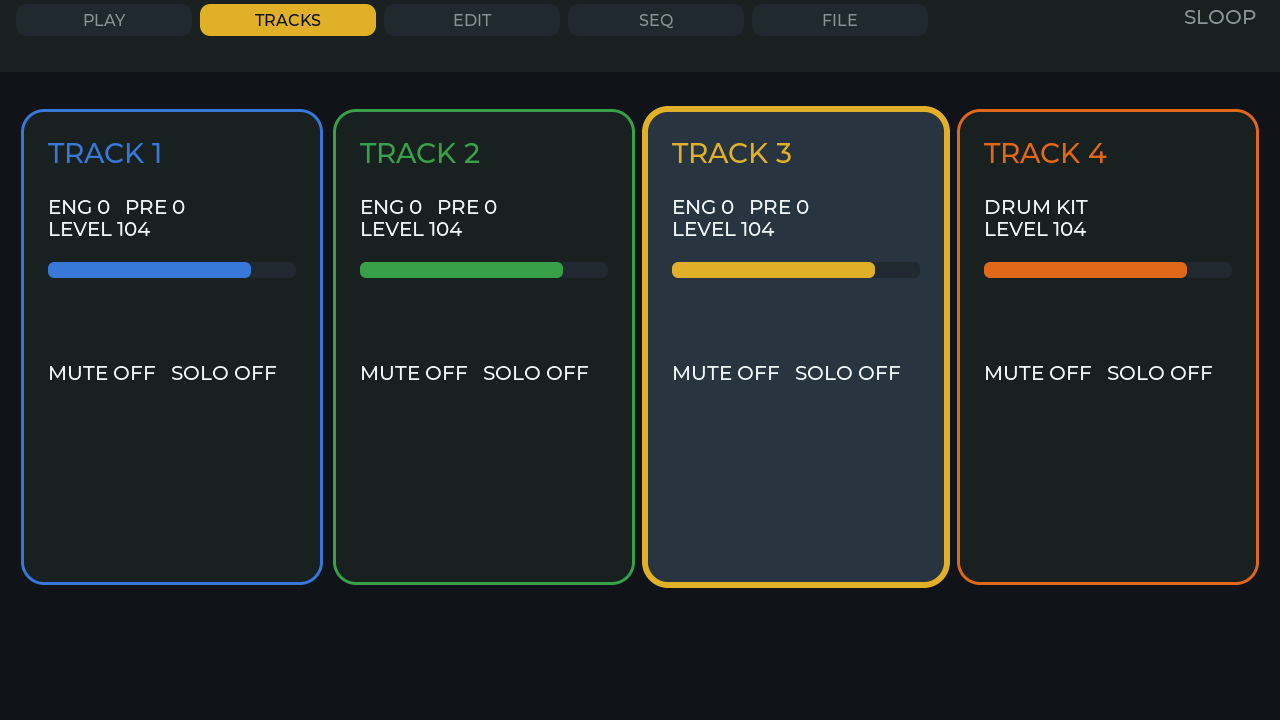 PLAY
TRACKS
EDIT
SEQ
FILE
SLOOP
TRACK 1
ENG 0 PRE 0
LEVEL 104
MUTE OFF SOLO OFF
TRACK 2
ENG 0 PRE 0
LEVEL 104
MUTE OFF SOLO OFF
TRACK 3
ENG 0 PRE 0
LEVEL 104
MUTE OFF SOLO OFF
TRACK 4
DRUM KIT
LEVEL 104
MUTE OFF SOLO OFF